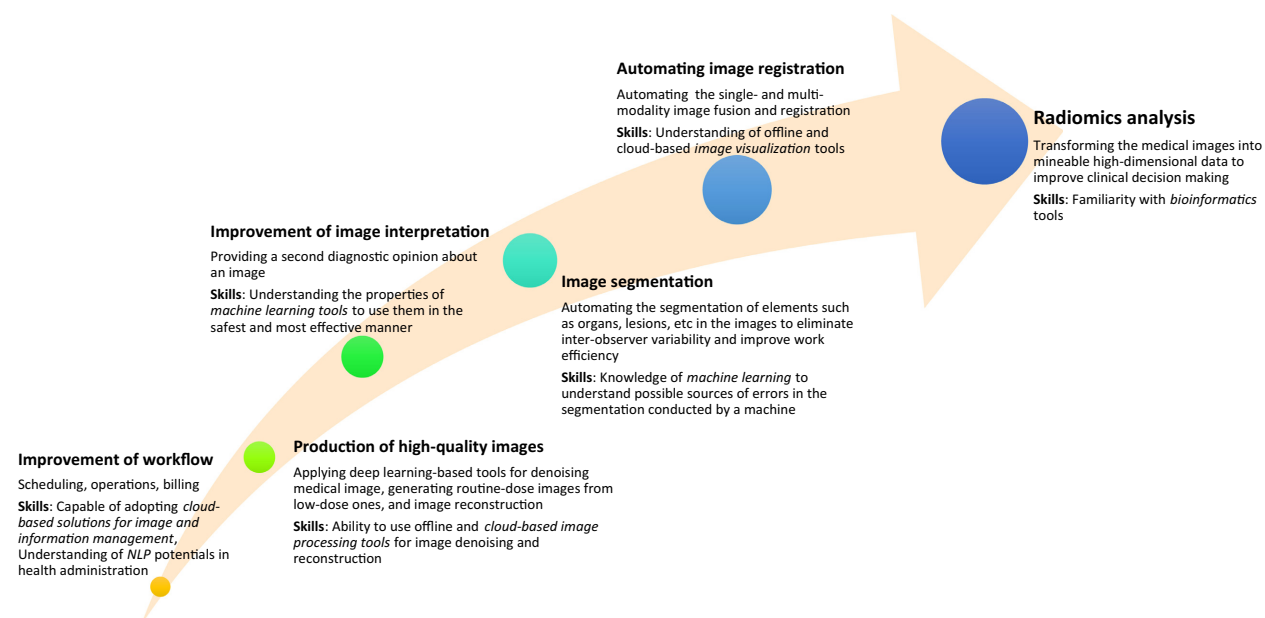 Automating image registration
Automating the single- and multi-
modality image fusion and registration
Skills: Understanding of offline and
cloud-based image visualization tools
Radiomics analysis
Transforming the medical images into
mineable high-dimensional data to
improve clinical decision making
Skills: Familiarity with bioinformatics
tools
Improvement of image interpretation
Providing a second diagnostic opinion about
an image
Skills: Understanding the properties of
machine learning tools to use them in the
safest and most effective manner
Image segmentation
Automating the segmentation of elements such
as organs, lesions, etc in the images to eliminate
inter-observer variability and improve work
efficiency
Skills: Knowledge of machine learning to
understand possible sources of errors in the
segmentation conducted by a machine
Improvement of workflow
Scheduling, operations, billing
Skills: Capable of adopting cloud-
based solutions for image and
information management,
Understanding of NLP potentials in
health administration
Production of high-quality images
Applying deep learning-based tools for denoising
medical image, generating routine-dose images from
low-dose ones, and image reconstruction
Skills: Ability to use offline and cloud-based image
processing tools for image denoising and
reconstruction